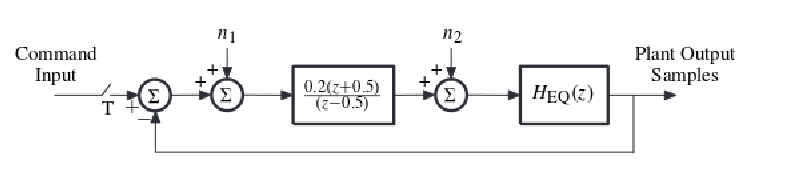 n1
n2
Command
Input
Plant Output
Samples
T
+
−
Σ
+
+
Σ
0.2(z+0.5)
(z−0.5)
+
+
Σ
HEQ(z)